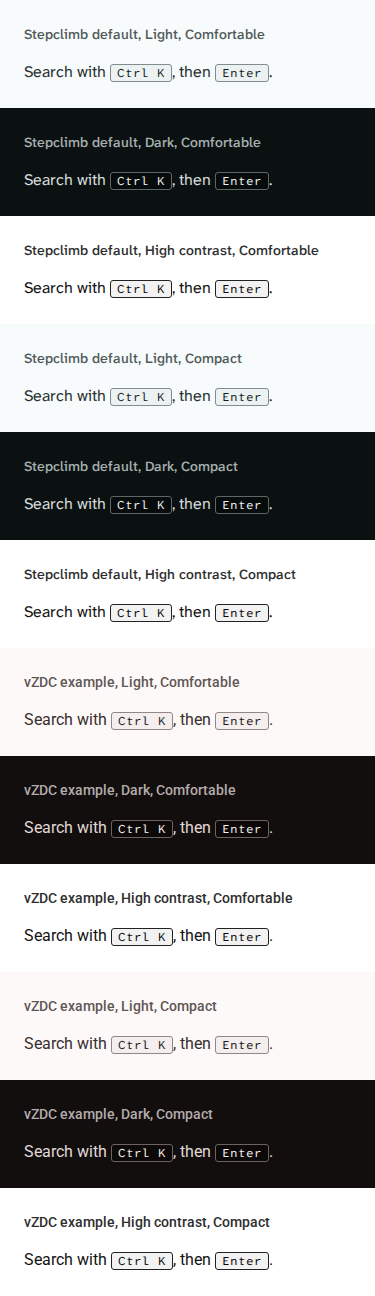 Stepclimb default, Light, Comfortable
Search with Ctrl K, then Enter.
Stepclimb default, Dark, Comfortable
Search with Ctrl K, then Enter.
Stepclimb default, High contrast, Comfortable
Search with Ctrl K, then Enter.
Stepclimb default, Light, Compact
Search with Ctrl K, then Enter.
Stepclimb default, Dark, Compact
Search with Ctrl K, then Enter.
Stepclimb default, High contrast, Compact
Search with Ctrl K, then Enter.
vZDC example, Light, Comfortable
Search with Ctrl K, then Enter.
vZDC example, Dark, Comfortable
Search with Ctrl K, then Enter.
vZDC example, High contrast, Comfortable
Search with Ctrl K, then Enter.
vZDC example, Light, Compact
Search with Ctrl K, then Enter.
vZDC example, Dark, Compact
Search with Ctrl K, then Enter.
vZDC example, High contrast, Compact
Search with Ctrl K, then Enter.